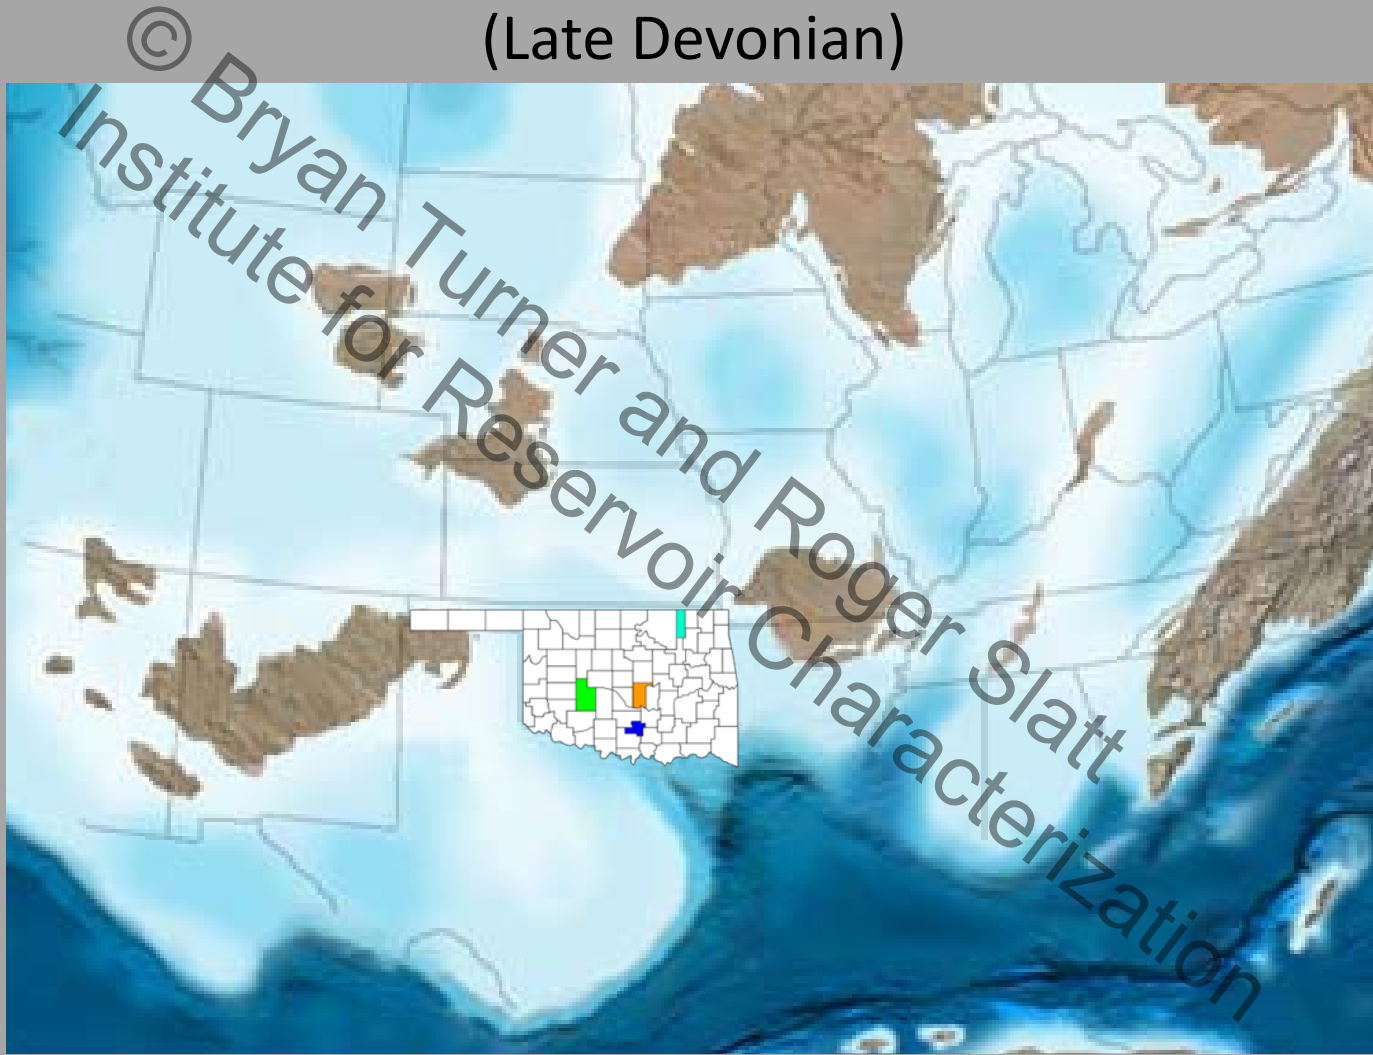 (Late Devonian)
© Bryan Turner and Roger Slatt
Institute for Reservoir Characterization